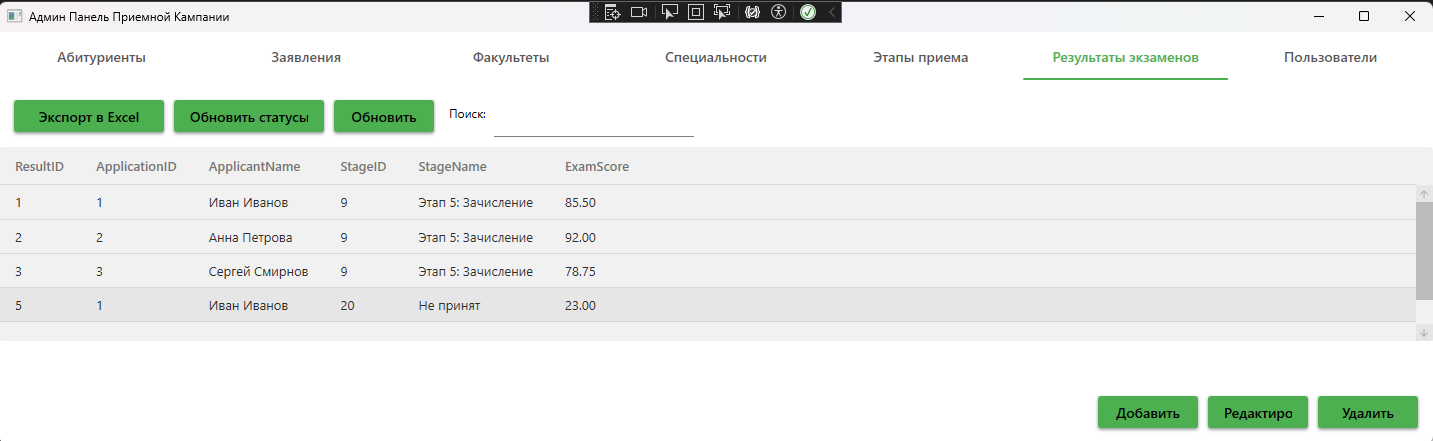 Админ Панель Приемной Кампании
Абитуриенты Заявления Факультеты Специальности Этапы приема Результаты экзаменов Пользователи
Экспорт в Excel Обновить статусы Обновить Поиск:
ResultID ApplicationID ApplicantName StageID StageName ExamScore
1 1 Иван Иванов 9 Этап 5: Зачисление 85.50
2 2 Анна Петрова 9 Этап 5: Зачисление 92.00
3 3 Сергей Смирнов 9 Этап 5: Зачисление 78.75
5 1 Иван Иванов 20 Не принят 23.00
Добавить Редактиро Удалить